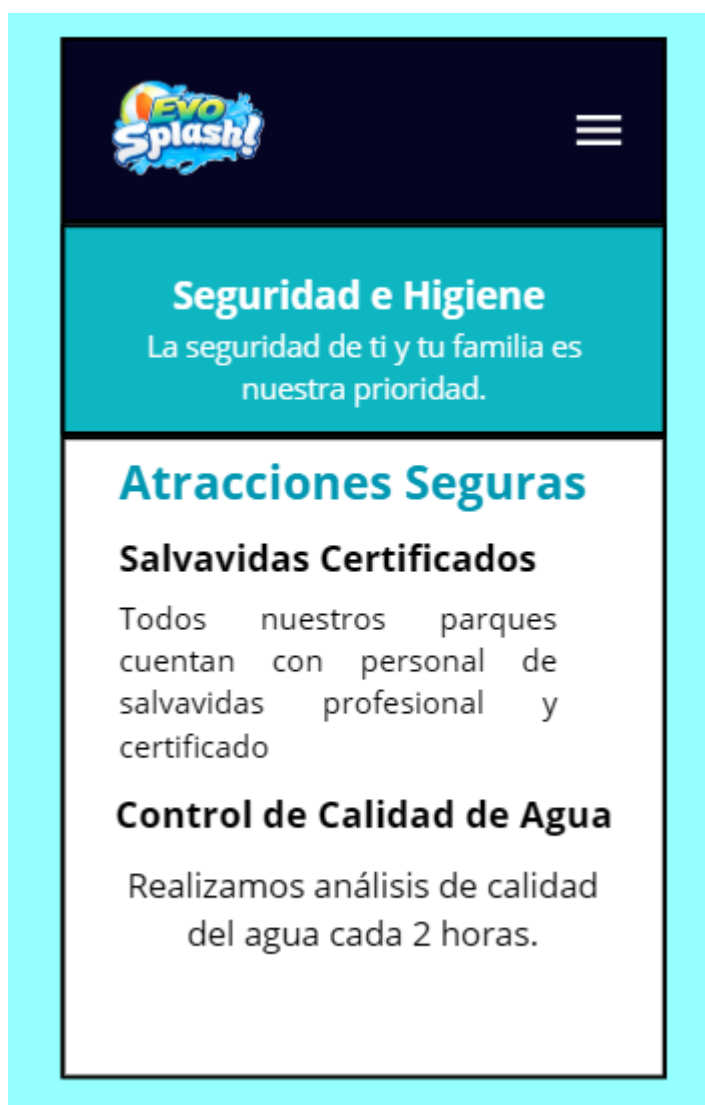 Evo
Splash!
Seguridad e Higiene
La seguridad de ti y tu familia es
nuestra prioridad.
Atracciones Seguras
Salvavidas Certificados
Todos nuestros parques
cuentan con personal de
salvavidas profesional y
certificado
Control de Calidad de Agua
Realizamos análisis de calidad
del agua cada 2 horas.